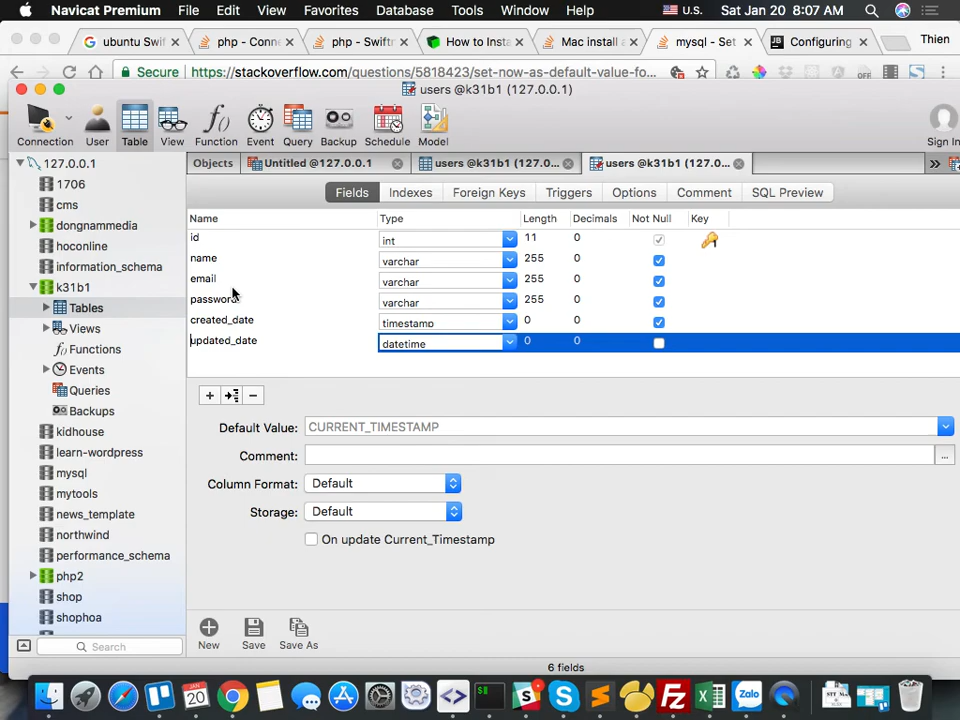 Navicat Premium File Edit View Favorites Database Tools Window Help U.S. Sat Jan 20 8:07 AM
ubuntu Swif php - Conne php - Swiftm How to Insta Mac install a mysql - Set Configuring Thien
Secure https://stackoverflow.com/questions/5818423/set-now-as-default-value-fo...
users @k31b1 (127.0.0.1)
Connection User Table View Function Event Query Backup Schedule Model Sign In
127.0.0.1 Objects Untitled @127.0.0.1 users @k31b1 (127.0.... users @k31b1 (127.0...
1706
cms
dongnammedia
hoconline
information_schema
k31b1
Tables
Views
Functions
Events
Queries
Backups
kidhouse
learn-wordpress
mysql
mytools
news_template
northwind
performance_schema
php2
shop
shophoa
Search
Fields Indexes Foreign Keys Triggers Options Comment SQL Preview
Name Type Length Decimals Not Null Key
id int 11 0
name varchar 255 0
email varchar 255 0
password varchar 255 0
created_date timestamp 0 0
updated_date datetime 0 0
Default Value: CURRENT_TIMESTAMP
Comment: ...
Column Format: Default
Storage: Default
On update Current_Timestamp
New Save Save As
6 fields